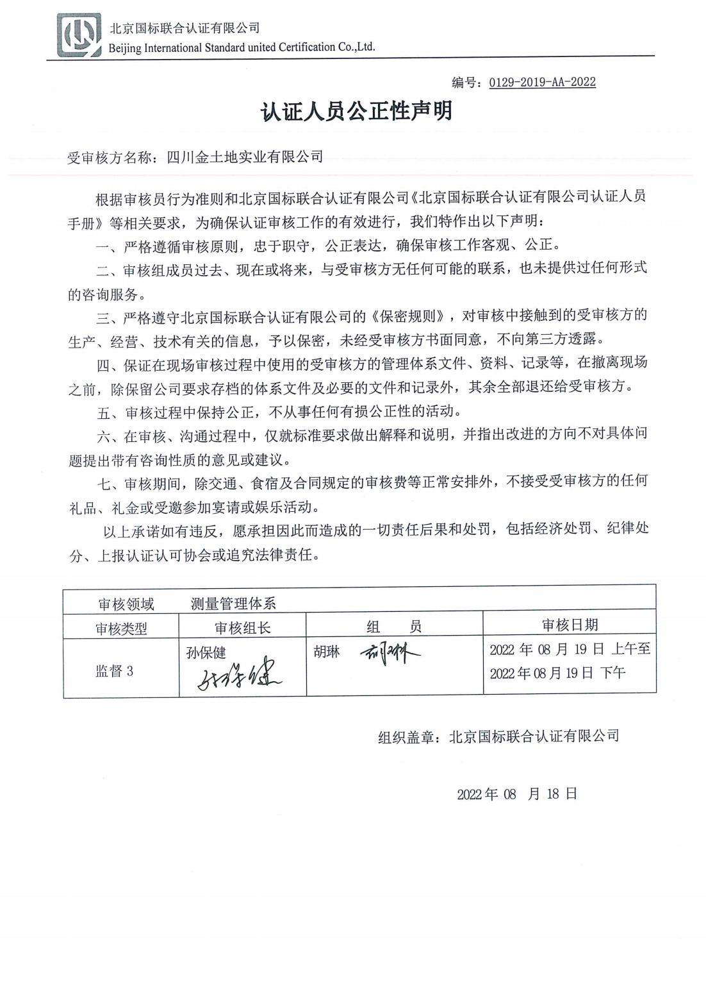 北京国标联合认证有限公司
Beijing International Standard united Certification Co.,Ltd.
编号：0129-2019-AA-2022
认证人员公正性声明
受审核方名称：四川金土地实业有限公司
根据审核员行为准则和北京国标联合认证有限公司《北京国标联合认证有限公司认证人员
手册》等相关要求，为确保认证审核工作的有效进行，我们特作出以下声明：
一、严格遵循审核原则，忠于职守，公正表达，确保审核工作客观、公正。
二、审核组成员过去、现在或将来，与受审核方无任何可能的联系，也未提供过任何形式
的咨询服务。
三、严格遵守北京国标联合认证有限公司的《保密规则》，对审核中接触到的受审核方的
生产、经营、技术有关的信息，予以保密，未经受审核方书面同意，不向第三方透露。
四、保证在现场审核过程中使用的受审核方的管理体系文件、资料、记录等，在撤离现场
之前，除保留公司要求存档的体系文件及必要的文件和记录外，其余全部退还给受审核方。
五、审核过程中保持公正，不从事任何有损公正性的活动。
六、在审核、沟通过程中，仅就标准要求做出解释和说明，并指出改进的方向不对具体问
题提出带有咨询性质的意见或建议。
七、审核期间，除交通、食宿及合同规定的审核费等正常安排外，不接受受审核方的任何
礼品、礼金或受邀参加宴请或娱乐活动。
以上承诺如有违反，愿承担因此而造成的一切责任后果和处罚，包括经济处罚、纪律处
分、上报认证认可协会或追究法律责任。
审核领域 测量管理体系
审核类型 审核组长 组 员 审核日期
监督 3
孙保健
孙保健
胡琳 胡琳
2022 年 08 月 19 日 上午至
2022 年 08 月 19 日 下午
组织盖章：北京国标联合认证有限公司
2022 年 08 月 18 日